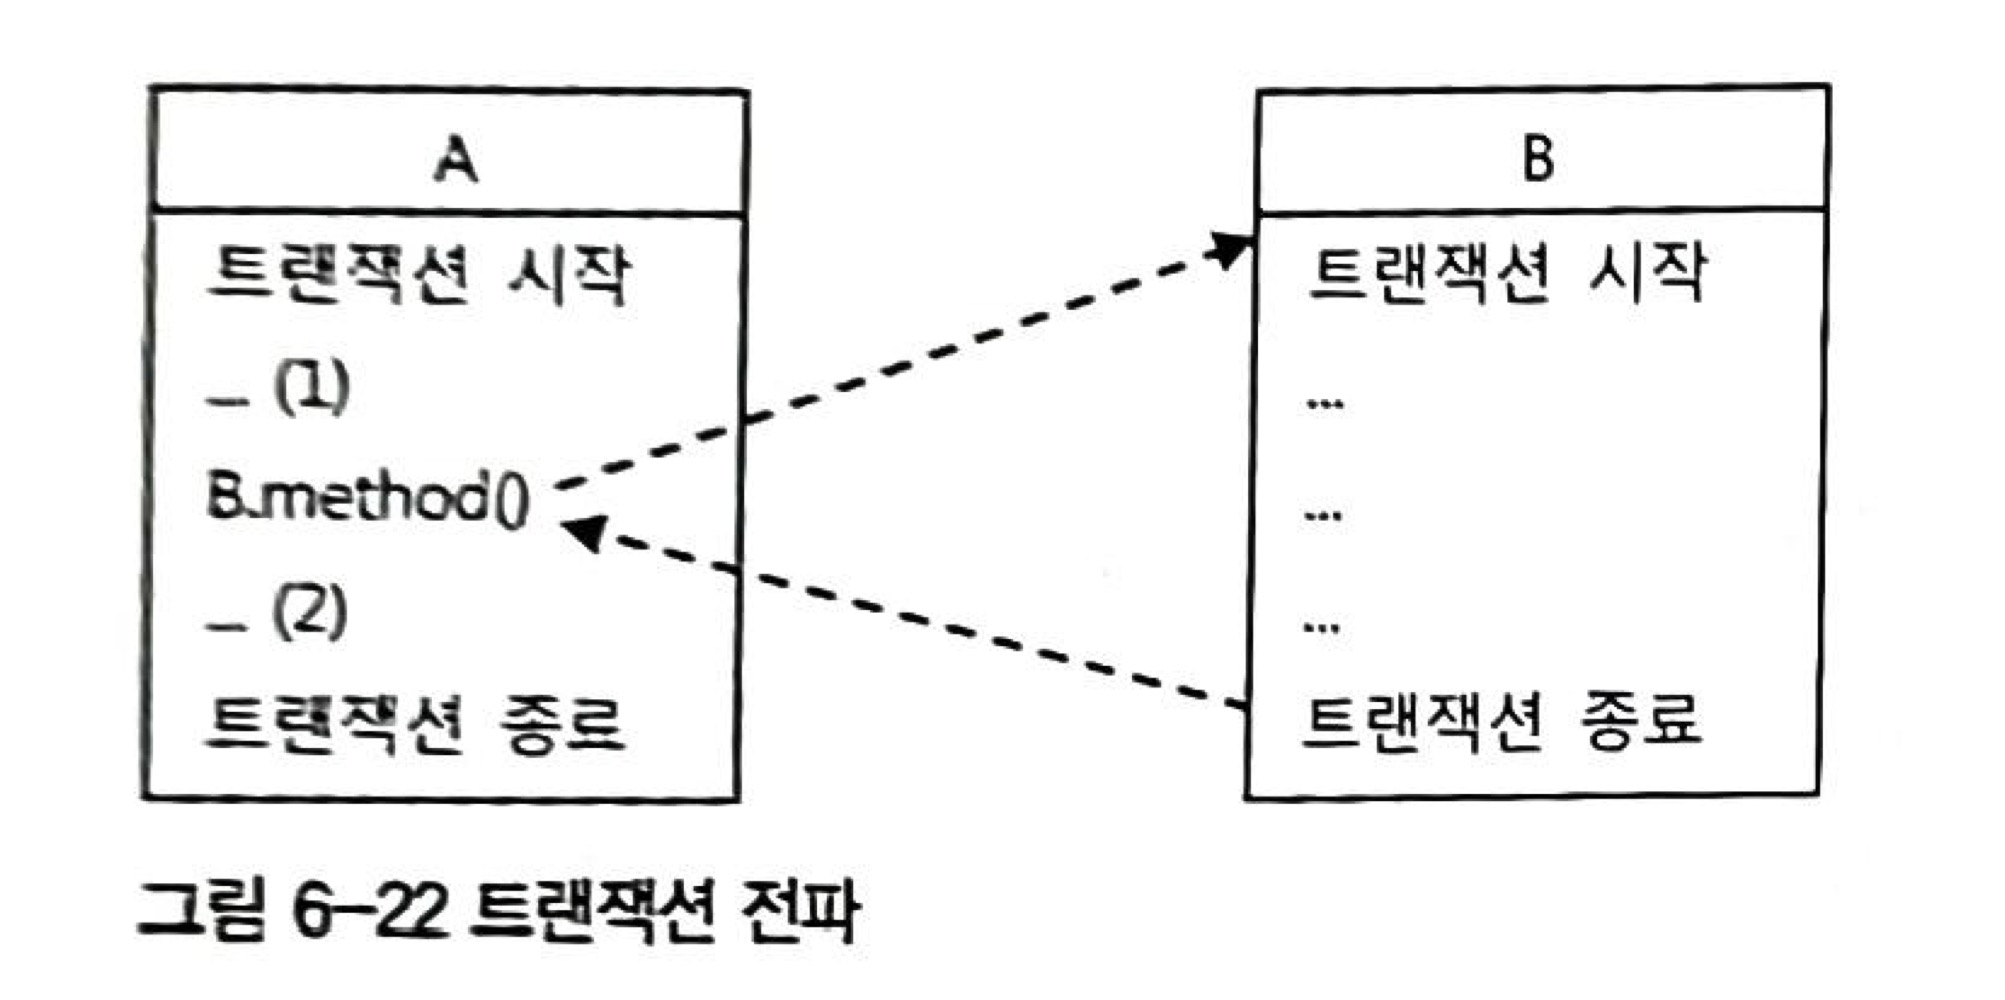 A
트랜잭션 시작
... (1)
B.method()
... (2)
트랜잭션 종료
B
트랜잭션 시작
...
...
...
트랜잭션 종료
그림 6-22 트랜잭션 전파